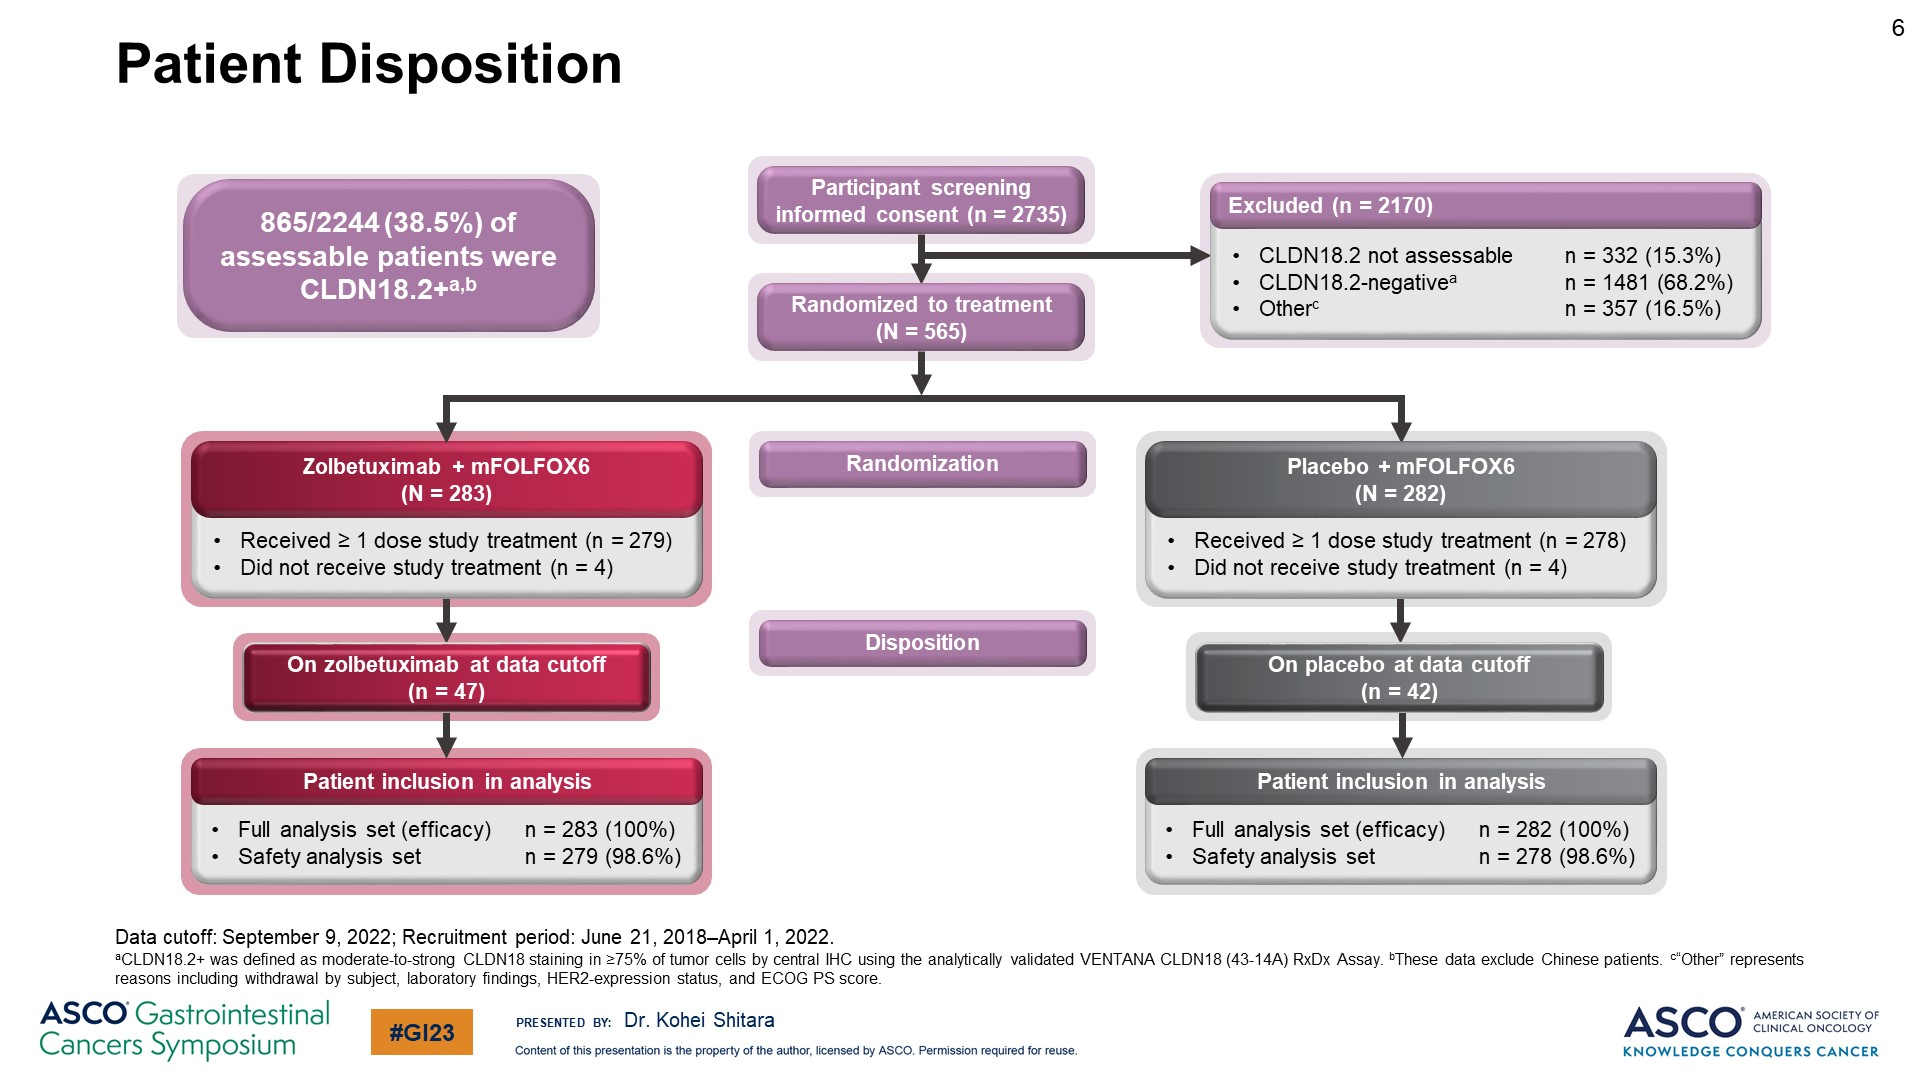 6
Patient Disposition
865/2244 (38.5%) of
assessable patients were
CLDN18.2+a,b
Participant screening
informed consent (n = 2735)
Excluded (n = 2170)
• CLDN18.2 not assessable n = 332 (15.3%)
• CLDN18.2-negativea n = 1481 (68.2%)
• Otherc n = 357 (16.5%)
Randomized to treatment
(N = 565)
Zolbetuximab + mFOLFOX6
(N = 283)
• Received ≥ 1 dose study treatment (n = 279)
• Did not receive study treatment (n = 4)
Randomization
Placebo + mFOLFOX6
(N = 282)
• Received ≥ 1 dose study treatment (n = 278)
• Did not receive study treatment (n = 4)
Disposition
On zolbetuximab at data cutoff
(n = 47)
On placebo at data cutoff
(n = 42)
Patient inclusion in analysis
• Full analysis set (efficacy) n = 283 (100%)
• Safety analysis set n = 279 (98.6%)
Patient inclusion in analysis
• Full analysis set (efficacy) n = 282 (100%)
• Safety analysis set n = 278 (98.6%)
Data cutoff: September 9, 2022; Recruitment period: June 21, 2018–April 1, 2022.
aCLDN18.2+ was defined as moderate-to-strong CLDN18 staining in ≥75% of tumor cells by central IHC using the analytically validated VENTANA CLDN18 (43-14A) RxDx Assay. bThese data exclude Chinese patients. c“Other” represents
reasons including withdrawal by subject, laboratory findings, HER2-expression status, and ECOG PS score.
ASCO® Gastrointestinal
Cancers Symposium
#GI23
PRESENTED BY: Dr. Kohei Shitara
Content of this presentation is the property of the author, licensed by ASCO. Permission required for reuse.
ASCO® AMERICAN SOCIETY OF
CLINICAL ONCOLOGY
KNOWLEDGE CONQUERS CANCER